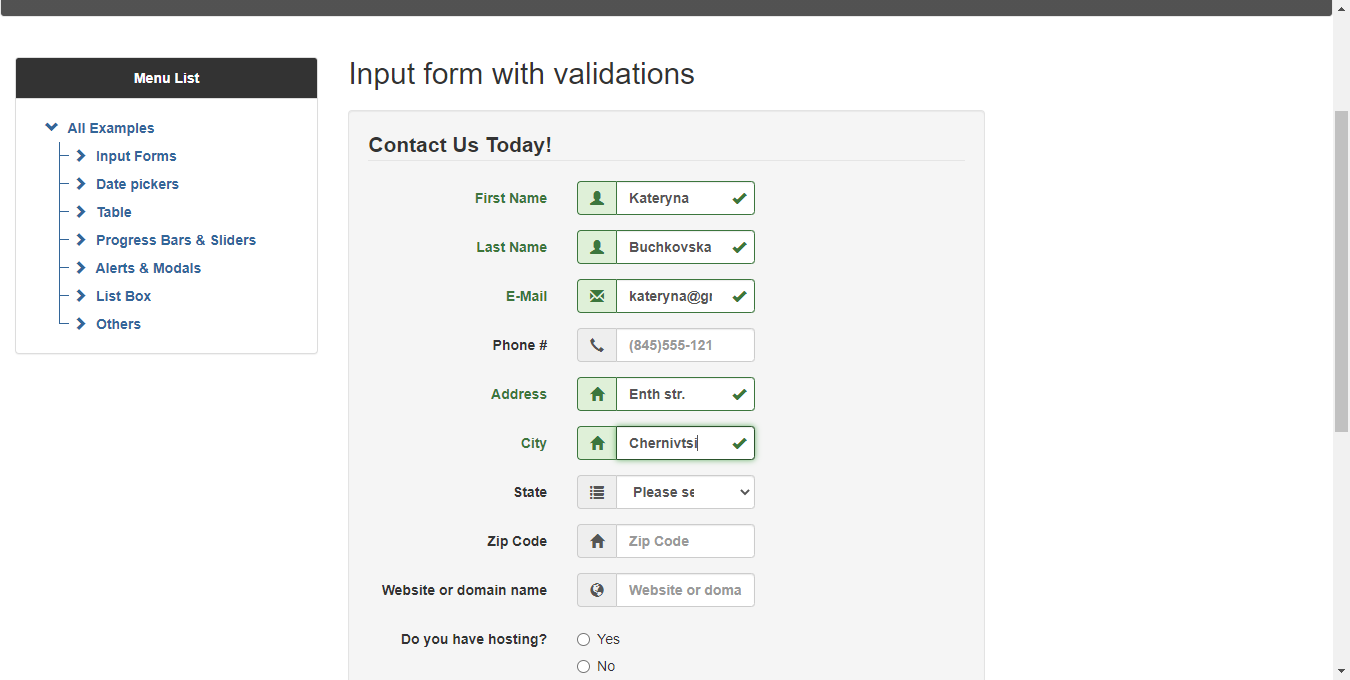 Menu List
All Examples
Input Forms
Date pickers
Table
Progress Bars & Sliders
Alerts & Modals
List Box
Others
Input form with validations
Contact Us Today!
First Name Kateryna
Last Name Buchkovska
E-Mail kateryna@gr
Phone # (845)555-121
Address Enth str.
City Chernivtsi
State Please se
Zip Code Zip Code
Website or domain name Website or doma
Do you have hosting? Yes
No